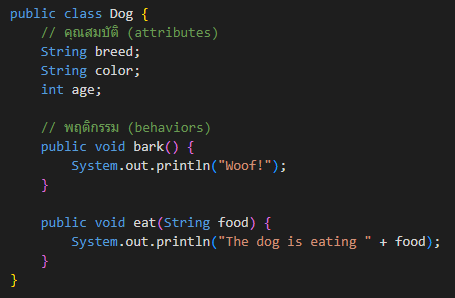 public class Dog {
// คุณสมบัติ (attributes)
String breed;
String color;
int age;
// พฤติกรรม (behaviors)
public void bark() {
System.out.println("Woof!");
}
public void eat(String food) {
System.out.println("The dog is eating " + food);
}
}